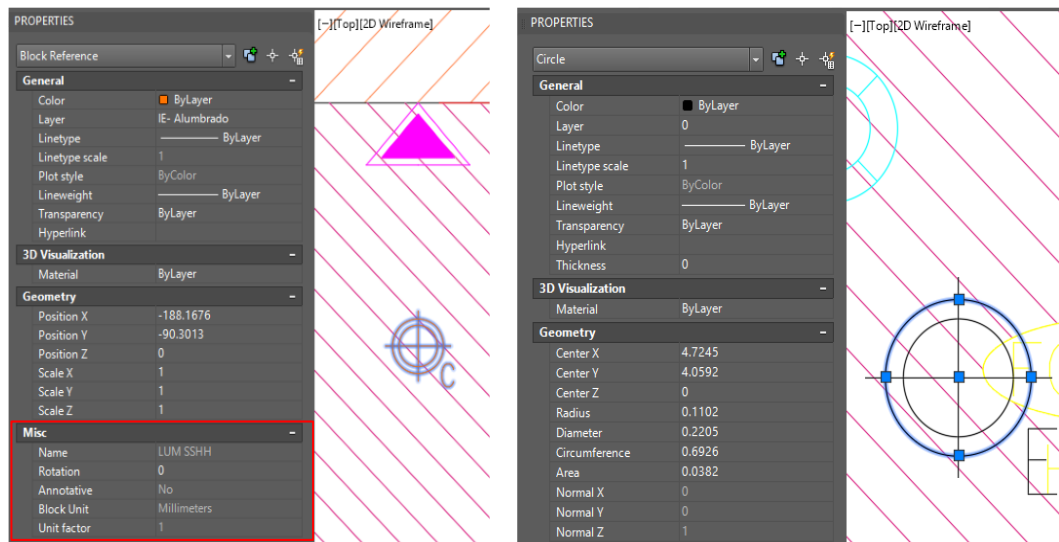 PROPERTIES
Block Reference
General
Color ByLayer
Layer IE- Alumbrado
Linetype ByLayer
Linetype scale 1
Plot style ByColor
Lineweight ByLayer
Transparency ByLayer
Hyperlink
3D Visualization
Material ByLayer
Geometry
Position X -188.1676
Position Y -90.3013
Position Z 0
Scale X 1
Scale Y 1
Scale Z 1
Misc
Name LUM SSHH
Rotation 0
Annotative No
Block Unit Millimeters
Unit factor 1
[−][Top][2D Wireframe]
C
PROPERTIES
Circle
General
Color ByLayer
Layer 0
Linetype ByLayer
Linetype scale 1
Plot style ByColor
Lineweight ByLayer
Transparency ByLayer
Hyperlink
Thickness 0
3D Visualization
Material ByLayer
Geometry
Center X 4.7245
Center Y 4.0592
Center Z 0
Radius 0.1102
Diameter 0.2205
Circumference 0.6926
Area 0.0382
Normal X 0
Normal Y 0
Normal Z 1
[−][Top][2D Wireframe]